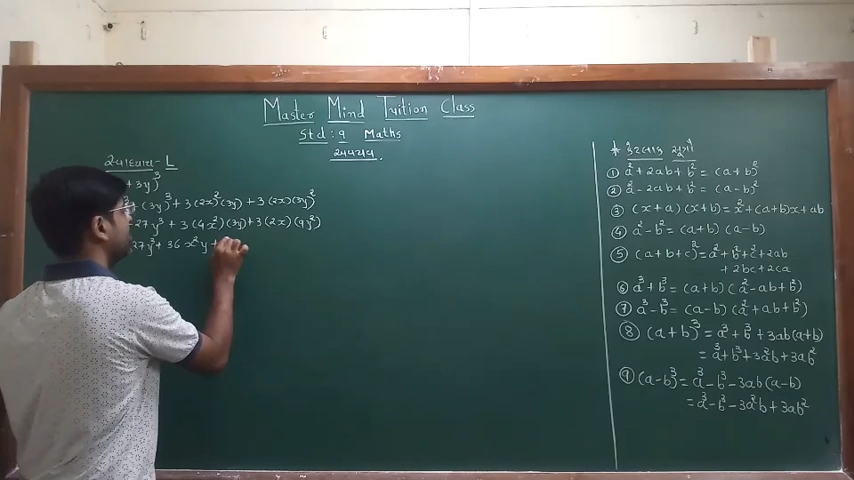 Master Mind Tuition Class
Std : 9 Maths
અવયવ.
સ્વાધ્યાય - L
+ 3y)³
+ (3y)³ + 3(2x)²(3y) + 3(2x)(3y)²
27y³ + 3(4x²)(3y) + 3(2x)(9y²)
27y³ + 36x²y +
* કેટલાક સૂત્રો
① a² + 2ab + b² = (a+b)²
② a² - 2ab + b² = (a-b)²
③ (x+a)(x+b) = x² + (a+b)x + ab
④ a² - b² = (a+b)(a-b)
⑤ (a+b+c)² = a² + b² + c² + 2ab
+ 2bc + 2ca
⑥ a³ + b³ = (a+b)(a² - ab + b²)
⑦ a³ - b³ = (a-b)(a² + ab + b²)
⑧ (a+b)³ = a³ + b³ + 3ab(a+b)
= a³ + b³ + 3a²b + 3ab²
⑨ (a-b)³ = a³ - b³ - 3ab(a-b)
= a³ - b³ - 3a²b + 3ab²